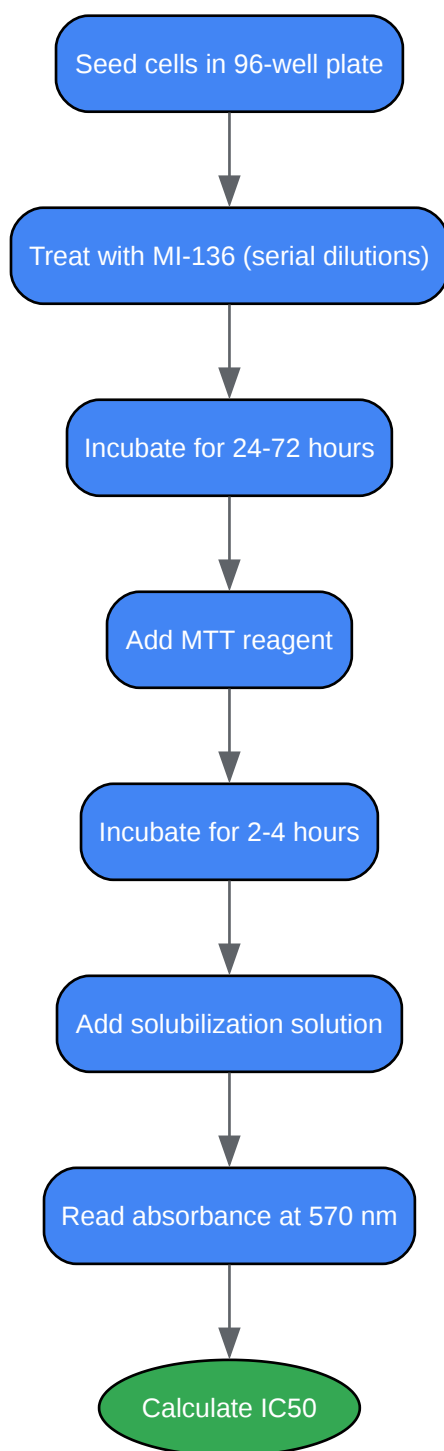 Seed cells in 96-well plate
Treat with MI-136 (serial dilutions)
Incubate for 24-72 hours
Add MTT reagent
Incubate for 2-4 hours
Add solubilization solution
Read absorbance at 570 nm
Calculate IC50